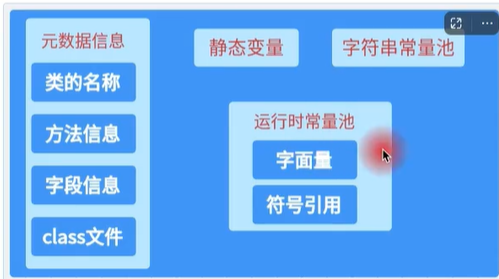 元数据信息
类的名称
方法信息
字段信息
class文件
静态变量
字符串常量池
运行时常量池
字面量
符号引用